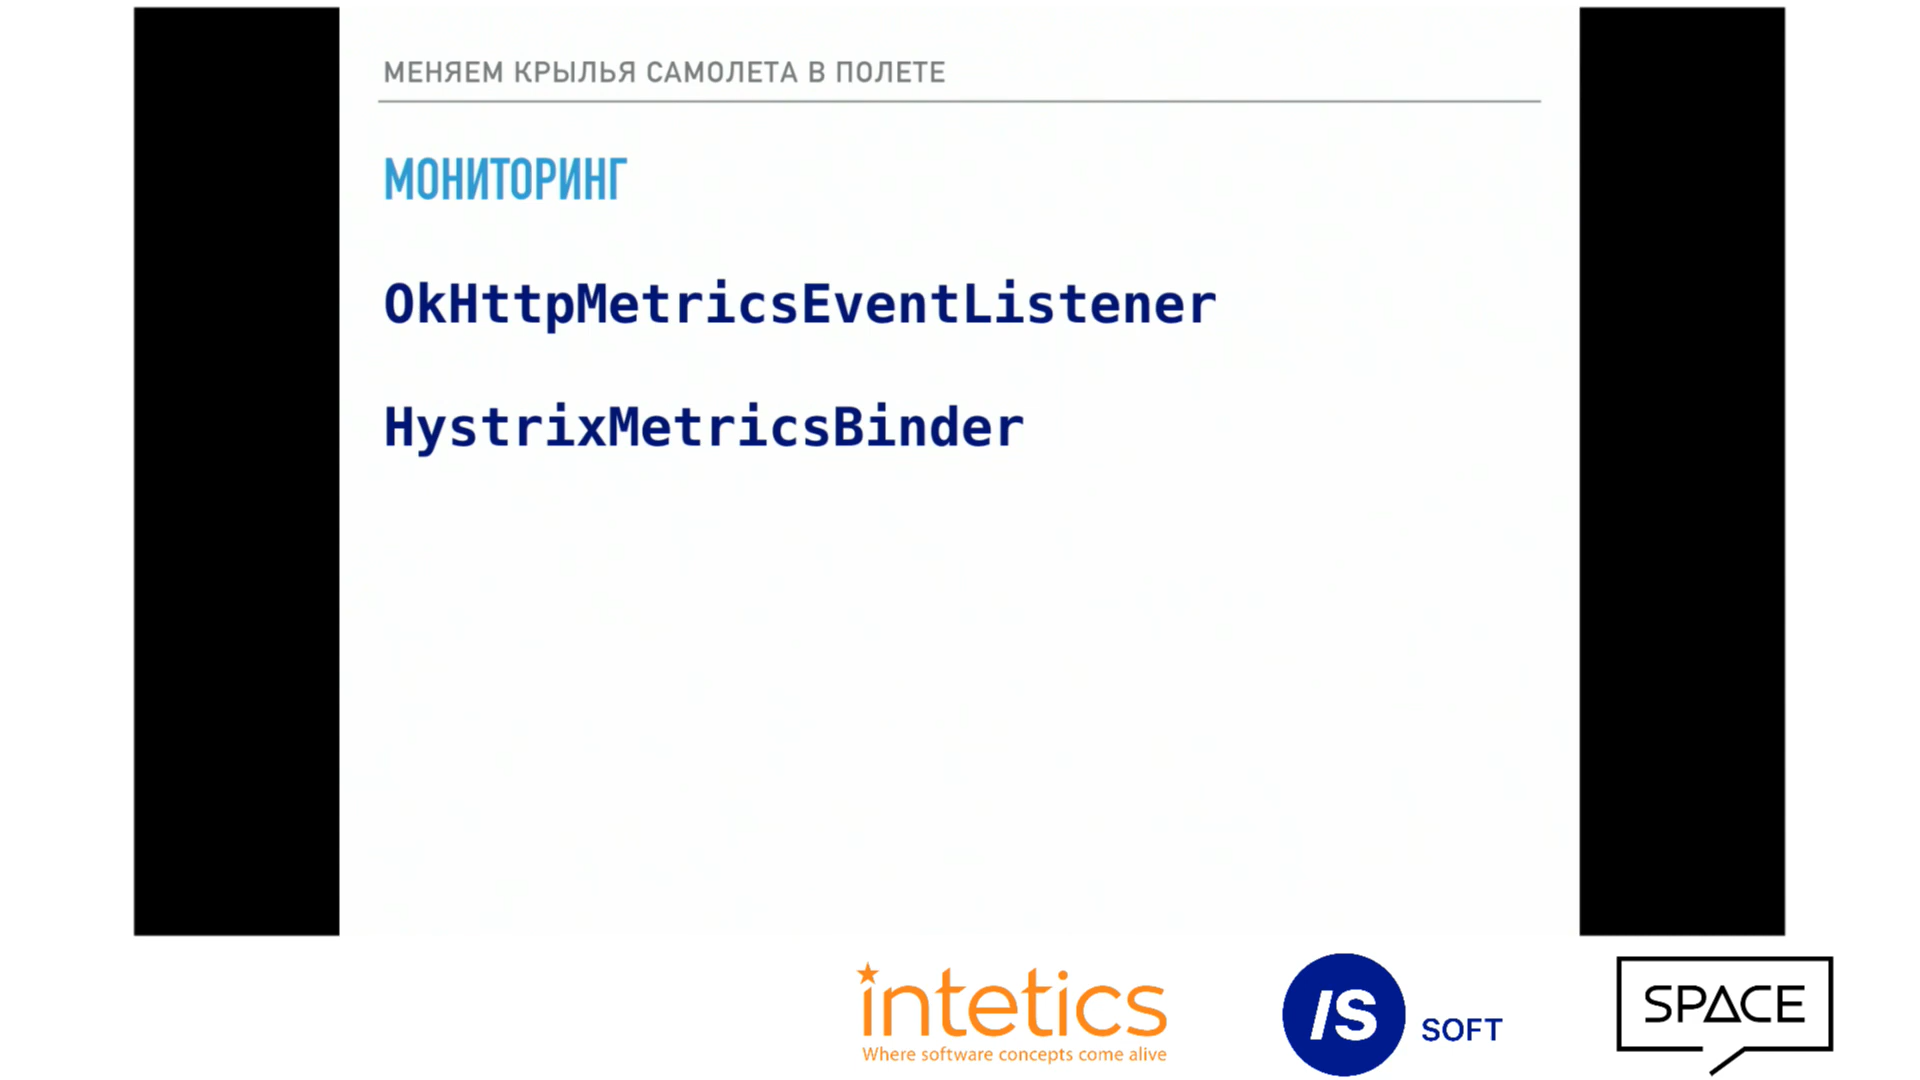 МЕНЯЕМ КРЫЛЬЯ САМОЛЕТА В ПОЛЕТЕ
МОНИТОРИНГ
OkHttpMetricsEventListener
HystrixMetricsBinder
intetics
Where software concepts come alive
IS SOFT
SPACE